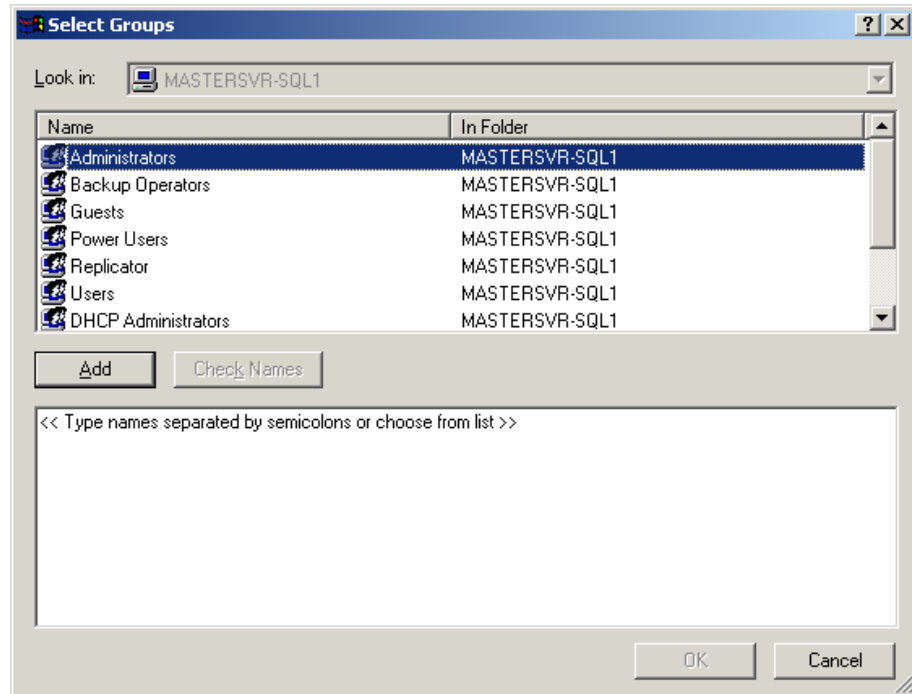 Select Groups
Look in: MASTERSVR-SQL1
Name In Folder
Administrators MASTERSVR-SQL1
Backup Operators MASTERSVR-SQL1
Guests MASTERSVR-SQL1
Power Users MASTERSVR-SQL1
Replicator MASTERSVR-SQL1
Users MASTERSVR-SQL1
DHCP Administrators MASTERSVR-SQL1
Add Check Names
<< Type names separated by semicolons or choose from list >>
OK Cancel